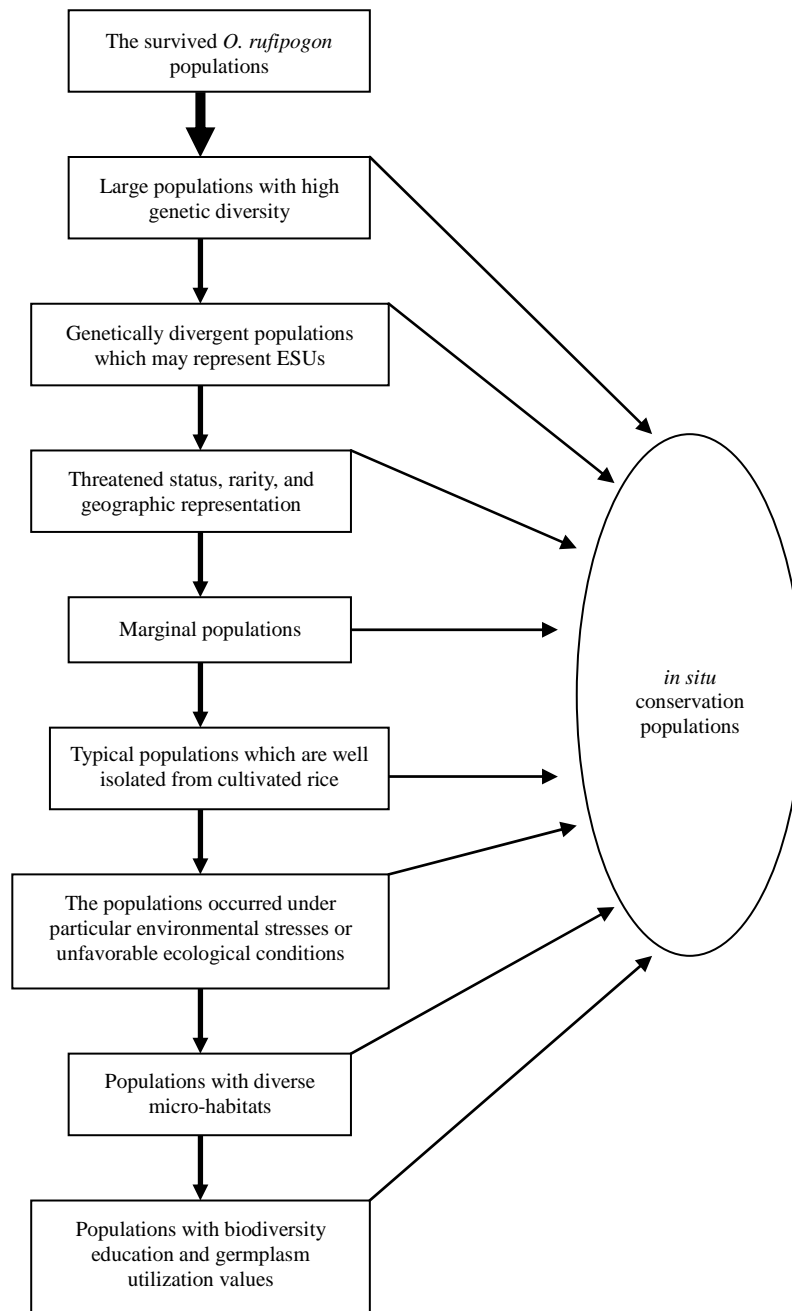 The survived O. rufipogon
populations
Large populations with high
genetic diversity
Genetically divergent populations
which may represent ESUs
Threatened status, rarity, and
geographic representation
Marginal populations
Typical populations which are well
isolated from cultivated rice
The populations occurred under
particular environmental stresses or
unfavorable ecological conditions
Populations with diverse
micro-habitats
Populations with biodiversity
education and germplasm
utilization values
in situ
conservation
populations